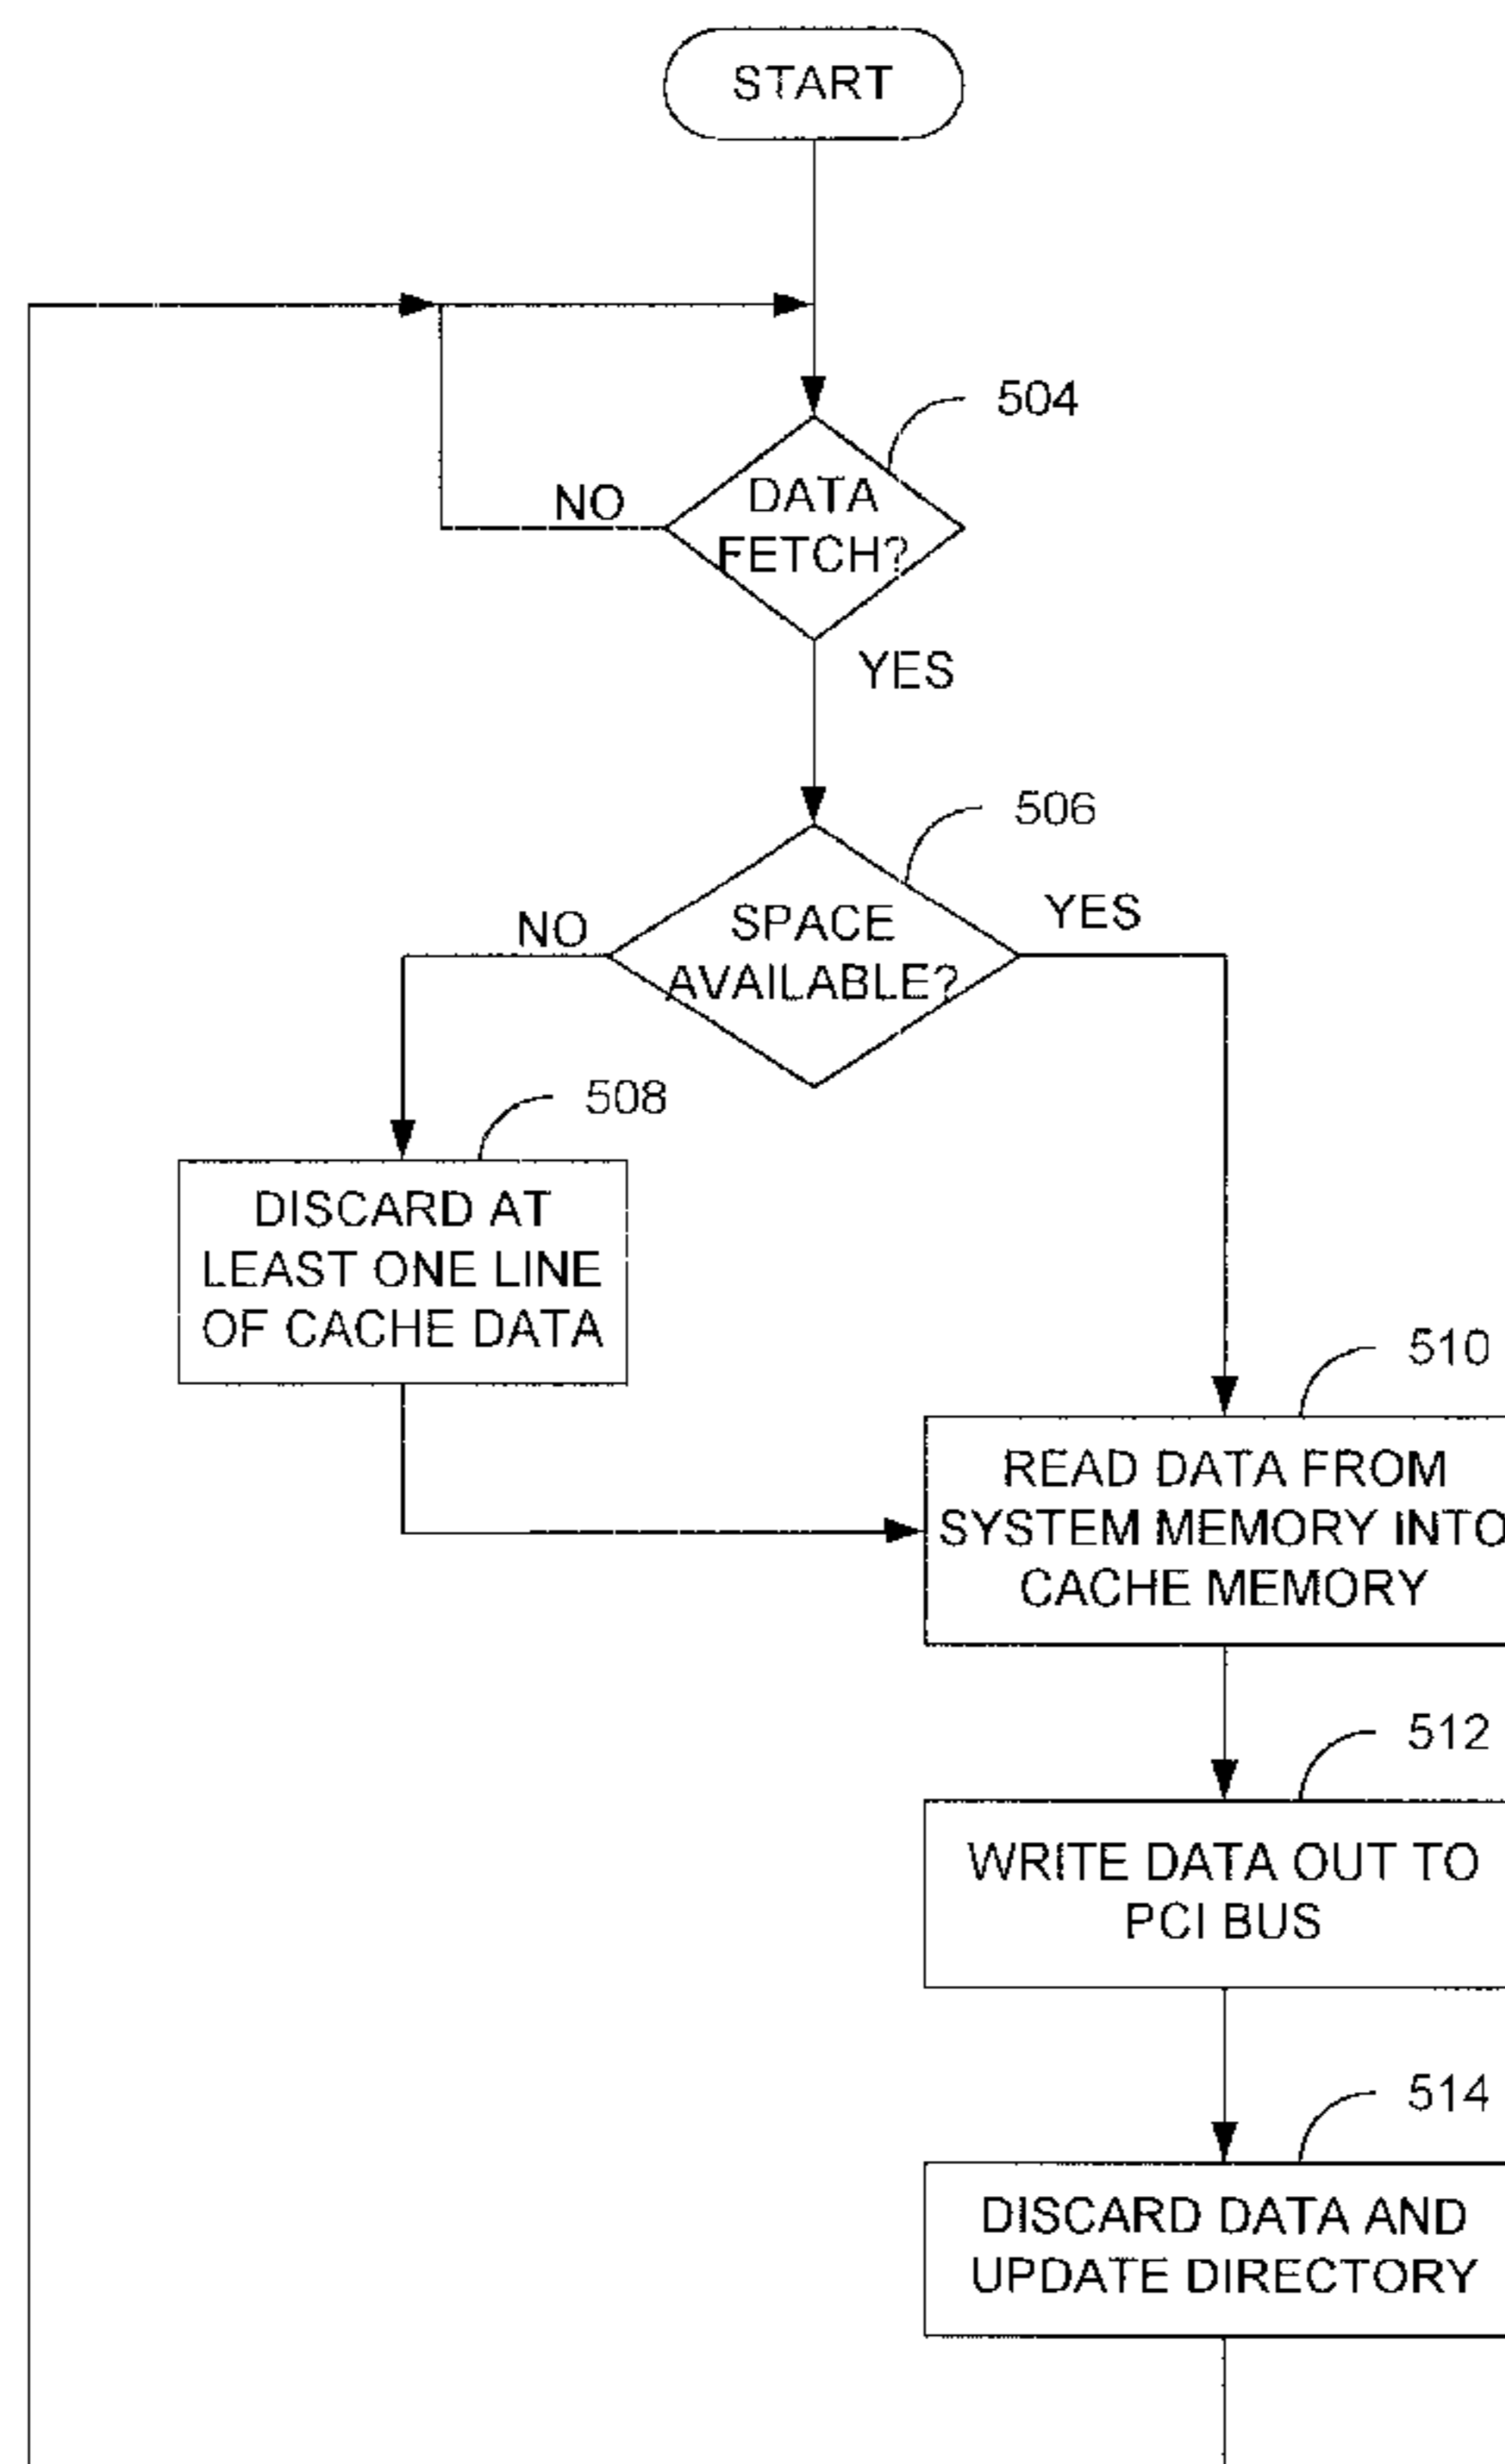 START
504
DATA
FETCH?
NO
YES
506
SPACE
AVAILABLE?
NO
YES
508
DISCARD AT
LEAST ONE LINE
OF CACHE DATA
510
READ DATA FROM
SYSTEM MEMORY INTO
CACHE MEMORY
512
WRITE DATA OUT TO
PCI BUS
514
DISCARD DATA AND
UPDATE DIRECTORY